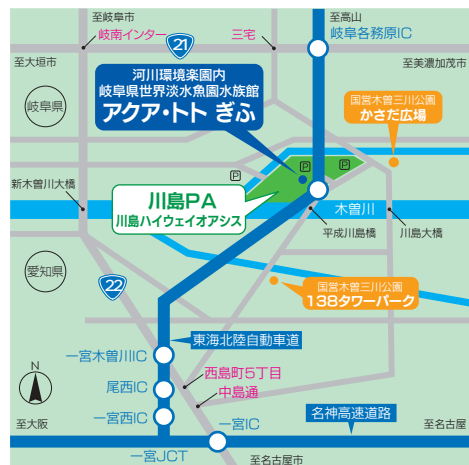 至岐阜市
岐南インター
21
三宅
至高山
岐阜各務原IC
至大垣市
至美濃加茂市
岐阜県
河川環境楽園内
岐阜県世界淡水魚園水族館
アクア・トト ぎふ
国営木曽三川公園
かさだ広場
P
P
P
川島PA
川島ハイウェイオアシス
新木曽川大橋
木曽川
平成川島橋
川島大橋
愛知県
22
国営木曽三川公園
138タワーパーク
東海北陸自動車道
一宮木曽川IC
西島町5丁目
尾西IC
中島通
N
一宮西IC
至大阪
一宮IC
名神高速道路
至名古屋
一宮JCT
至名古屋市